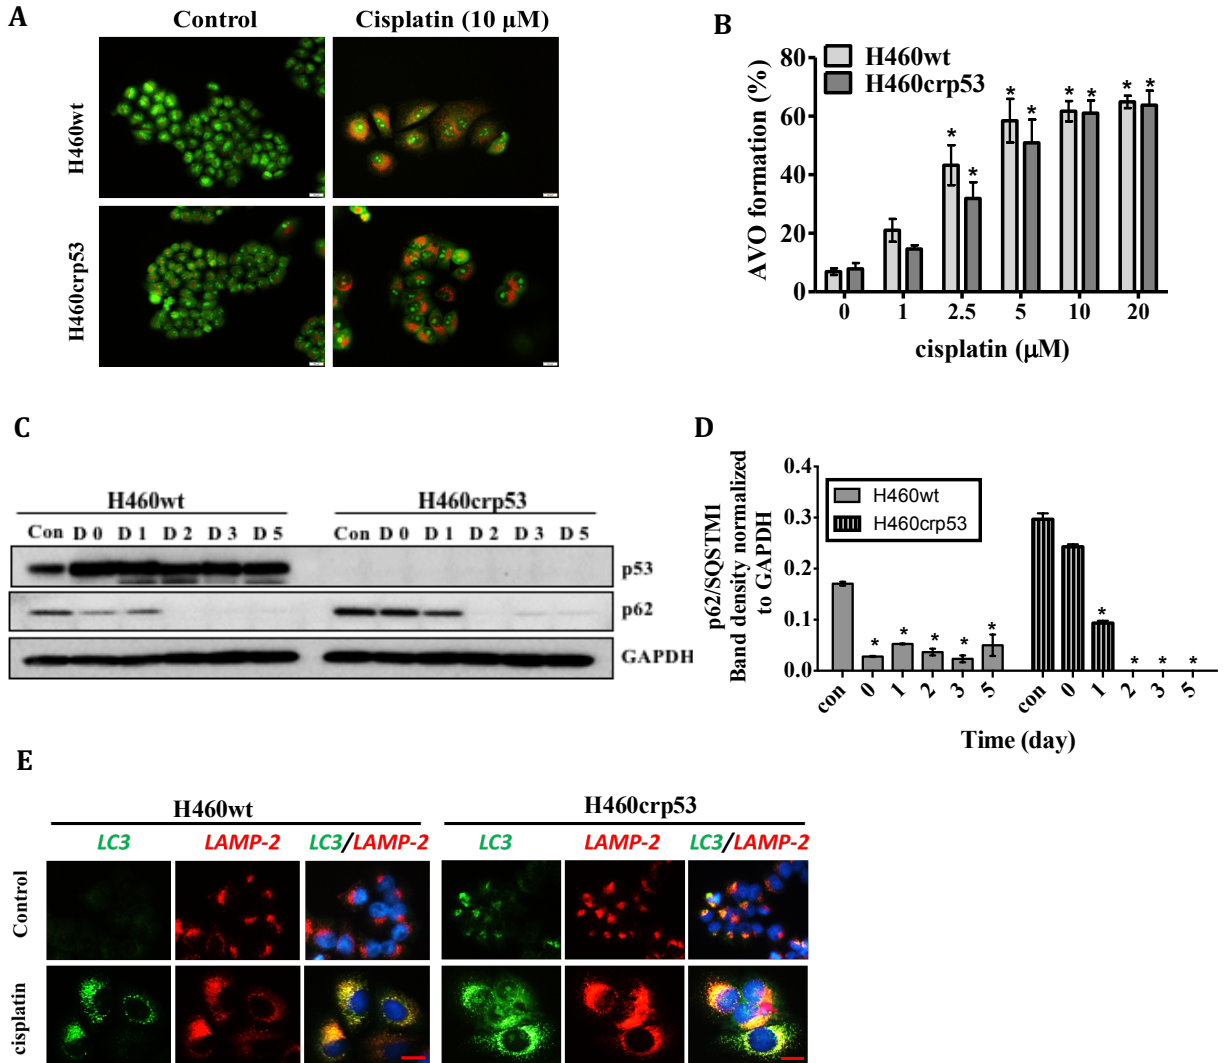 A
Control
Cisplatin (10 μM)
H460wt
H460crp53
B
AVO formation (%)
80
60
40
20
0
H460wt
H460crp53
* * * * * * * *
0 1 2.5 5 10 20
cisplatin (μM)
C
H460wt H460crp53
Con D 0 D 1 D 2 D 3 D 5 Con D 0 D 1 D 2 D 3 D 5
p53
p62
GAPDH
D
p62/SQSTM1
Band density normalized
to GAPDH
0.4
0.3
0.2
0.1
0.0
H460wt
H460crp53
* * * * * * * * *
con 0 1 2 3 5 con 0 1 2 3 5
Time (day)
E
H460wt H460crp53
LC3 LAMP-2 LC3/LAMP-2 LC3 LAMP-2 LC3/LAMP-2
Control
cisplatin